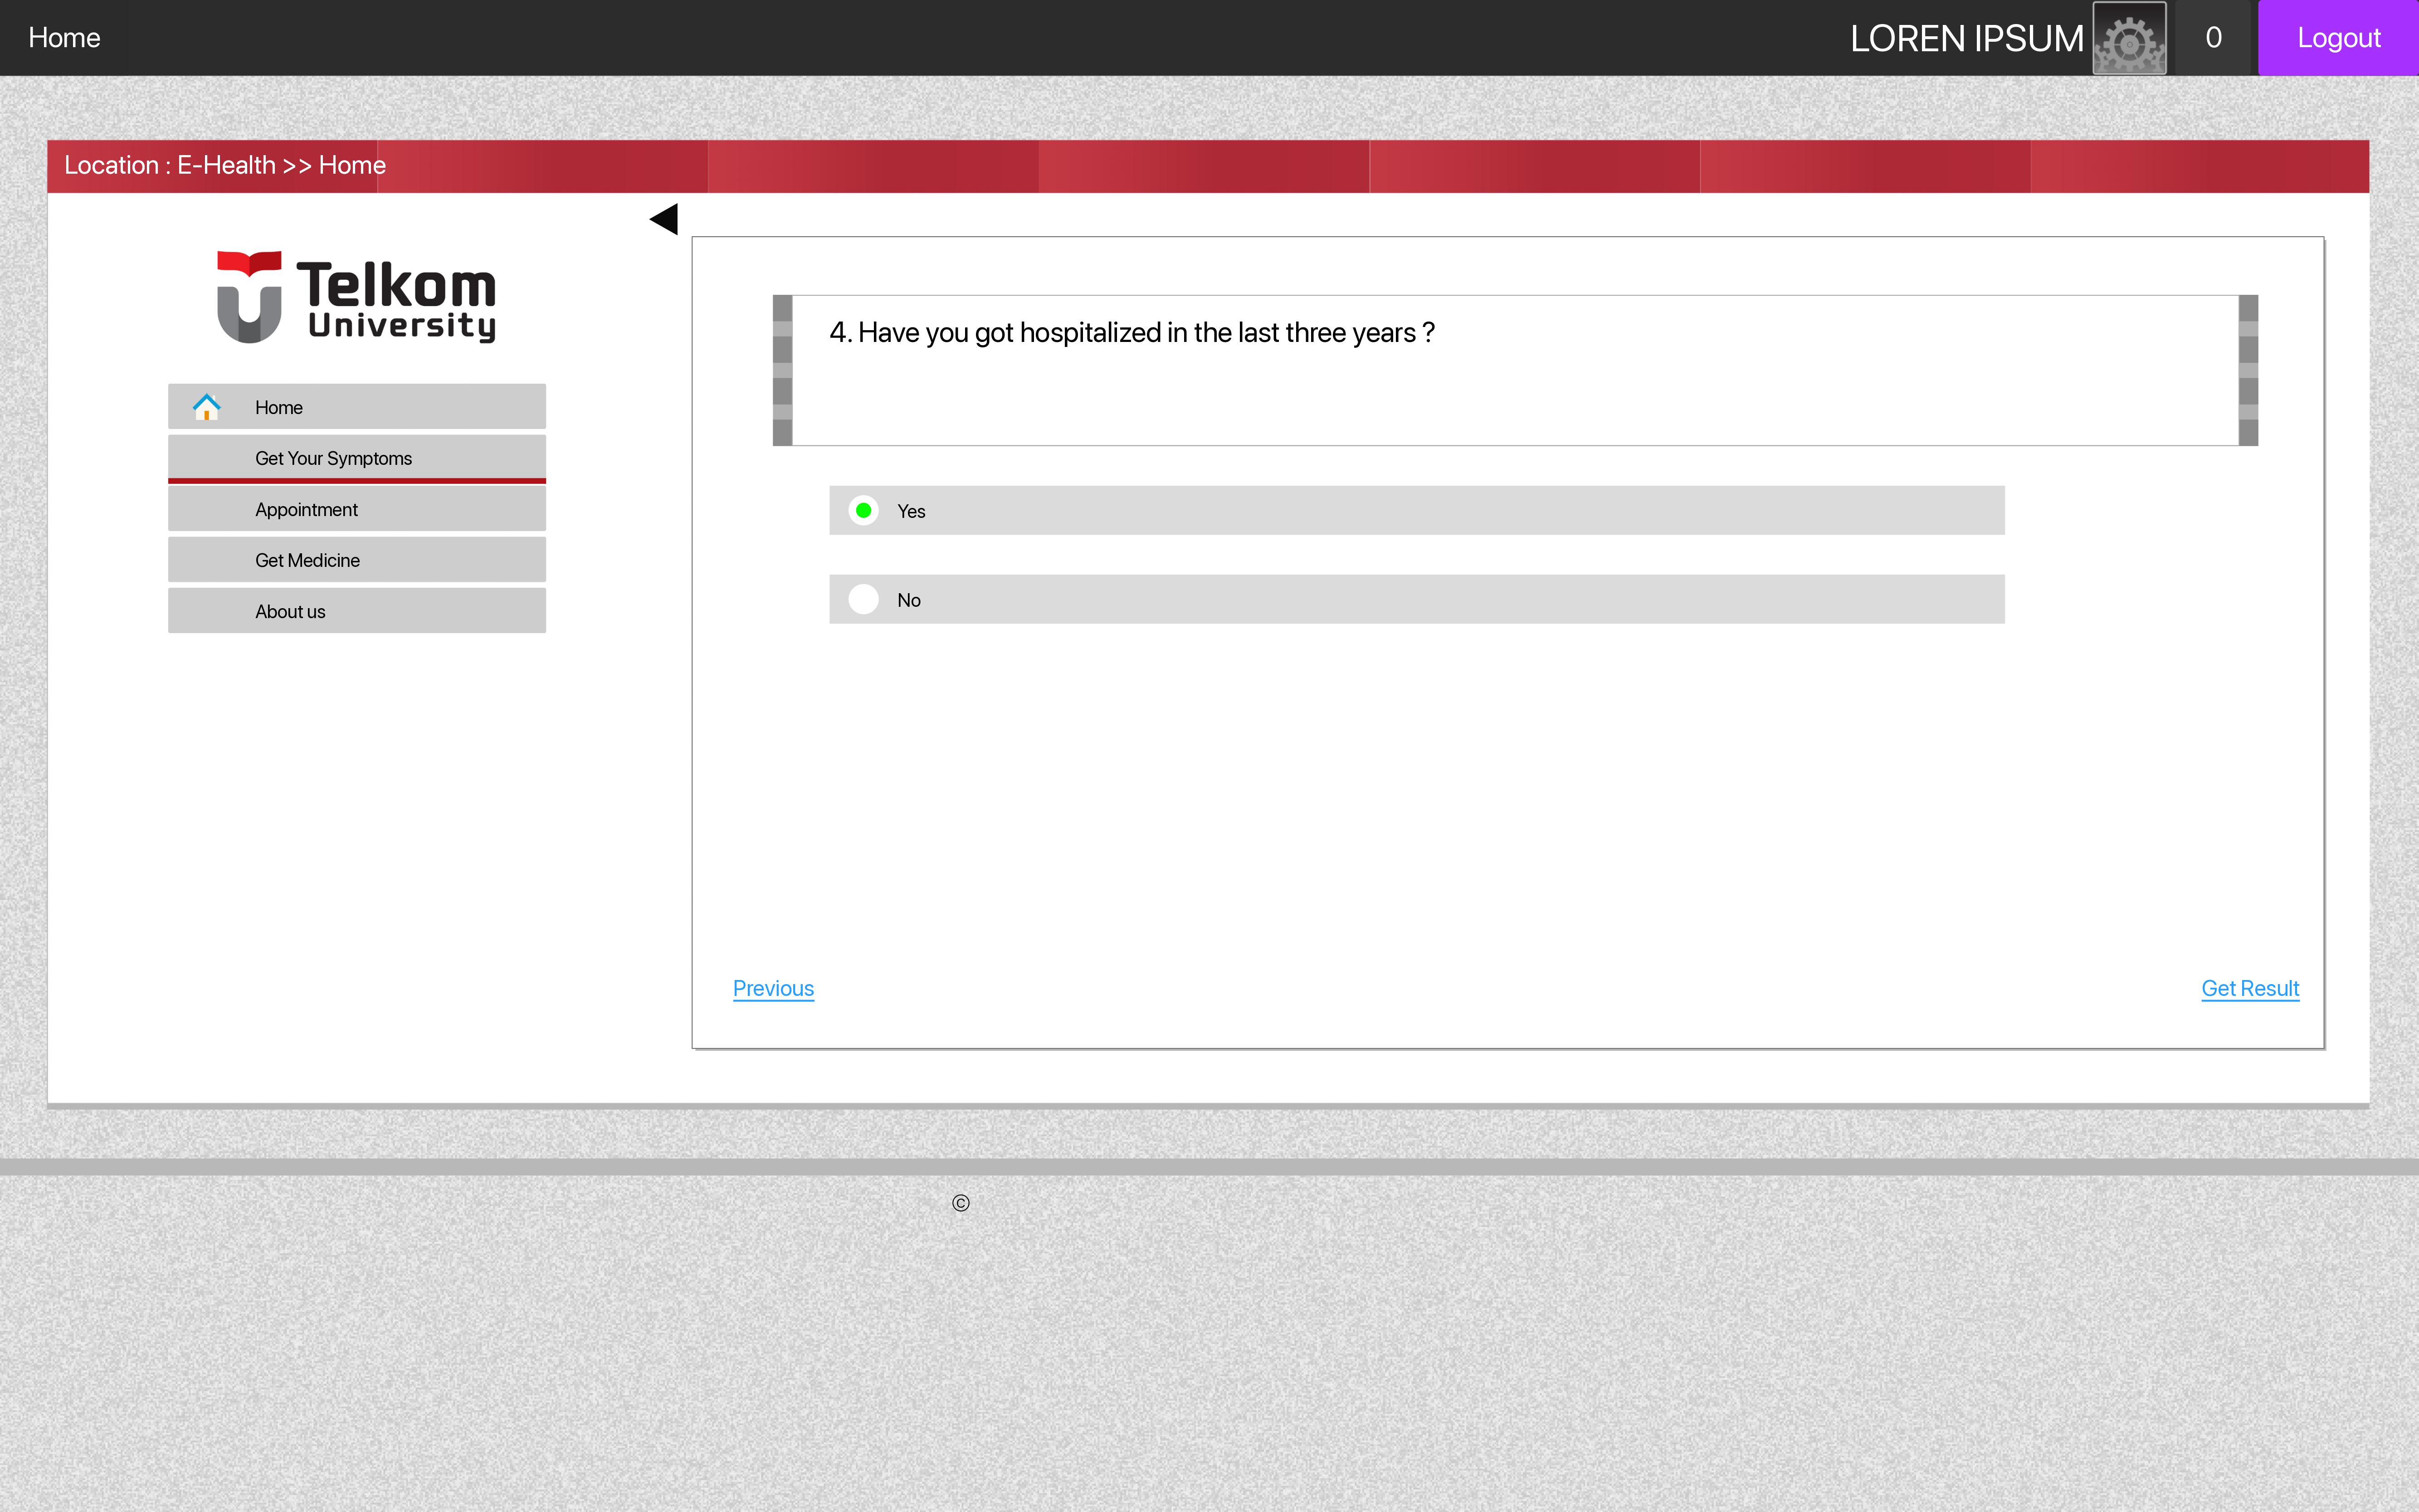 Home
LOREN IPSUM
0
Logout
Location : E-Health >> Home
Telkom
University
Home
Get Your Symptoms
Appointment
Get Medicine
About us
4. Have you got hospitalized in the last three years ?
Yes
No
Previous
Get Result
©